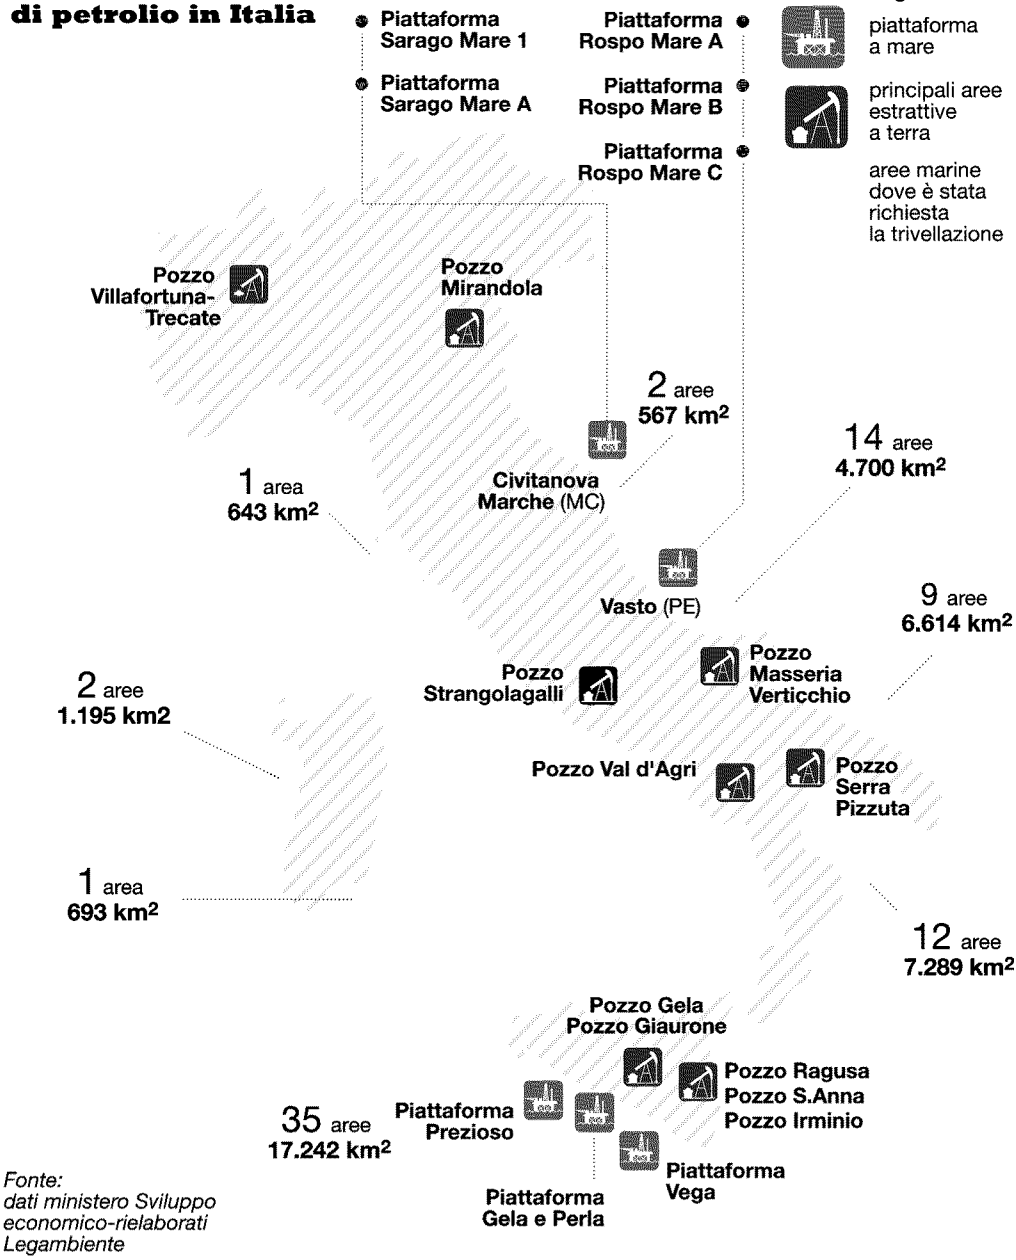 di petrolio in Italia
Piattaforma
Sarago Mare 1
Piattaforma
Sarago Mare A
Piattaforma
Rospo Mare A
Piattaforma
Rospo Mare B
Piattaforma
Rospo Mare C
piattaforma
a mare
principali aree
estrattive
a terra
aree marine
dove è stata
richiesta
la trivellazione
Pozzo
Villafortuna-
Trecate
Pozzo
Mirandola
2 aree
567 km²
Civitanova
Marche (MC)
14 aree
4.700 km²
1 area
643 km²
Vasto (PE)
9 aree
6.614 km²
Pozzo
Masseria
Verticchio
Pozzo
Strangolagalli
2 aree
1.195 km2
Pozzo Val d'Agri
Pozzo
Serra
Pizzuta
1 area
693 km²
12 aree
7.289 km²
Pozzo Gela
Pozzo Giaurone
Pozzo Ragusa
Pozzo S.Anna
Pozzo Irminio
Piattaforma
Prezioso
35 aree
17.242 km²
Piattaforma
Vega
Piattaforma
Gela e Perla
Fonte:
dati ministero Sviluppo
economico-rielaborati
Legambiente